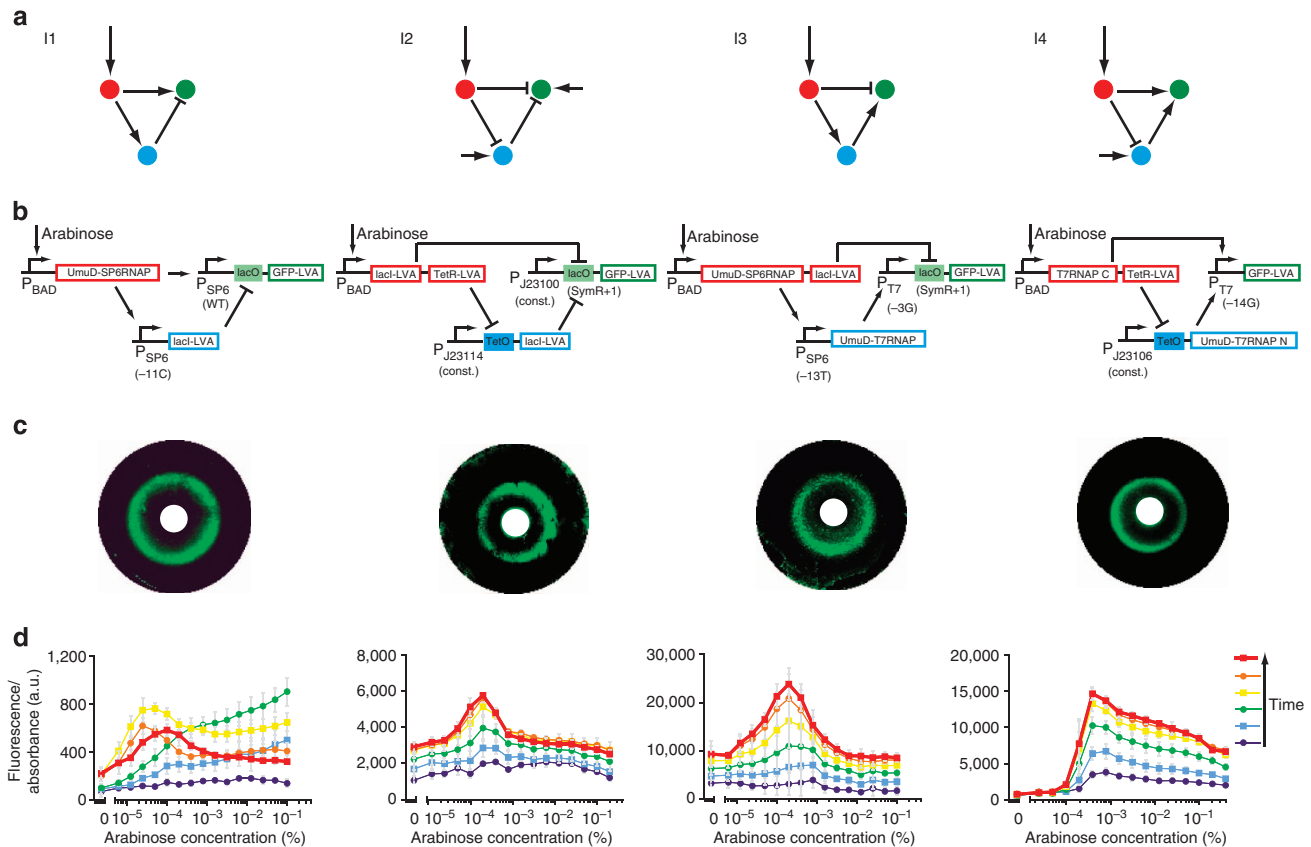 a
I1
I2
I3
I4
b
Arabinose
UmuD-SP6RNAP
lacO
GFP-LVA
PBAD
PSP6
(WT)
lacI-LVA
PSP6
(−11C)
Arabinose
lacI-LVA
TetR-LVA
lacO
GFP-LVA
PBAD
PJ23100
(const.)
(SymR+1)
TetO
lacI-LVA
PJ23114
(const.)
Arabinose
UmuD-SP6RNAP
lacI-LVA
lacO
GFP-LVA
PBAD
PT7
(SymR+1)
(−3G)
UmuD-T7RNAP
PSP6
(−13T)
Arabinose
T7RNAP C
TetR-LVA
GFP-LVA
PBAD
PT7
(−14G)
TetO
UmuD-T7RNAP N
PJ23106
(const.)
c
d
Fluorescence/
absorbance (a.u.)
1,200
800
400
0
0 10−5 10−4 10−3 10−2 10−1
Arabinose concentration (%)
8,000
6,000
4,000
2,000
0
0 10−5 10−4 10−3 10−2 10−1
Arabinose concentration (%)
30,000
20,000
10,000
0
0 10−5 10−4 10−3 10−2 10−1
Arabinose concentration (%)
20,000
15,000
10,000
5,000
0
0 10−4 10−3 10−2 10−1
Arabinose concentration (%)
Time